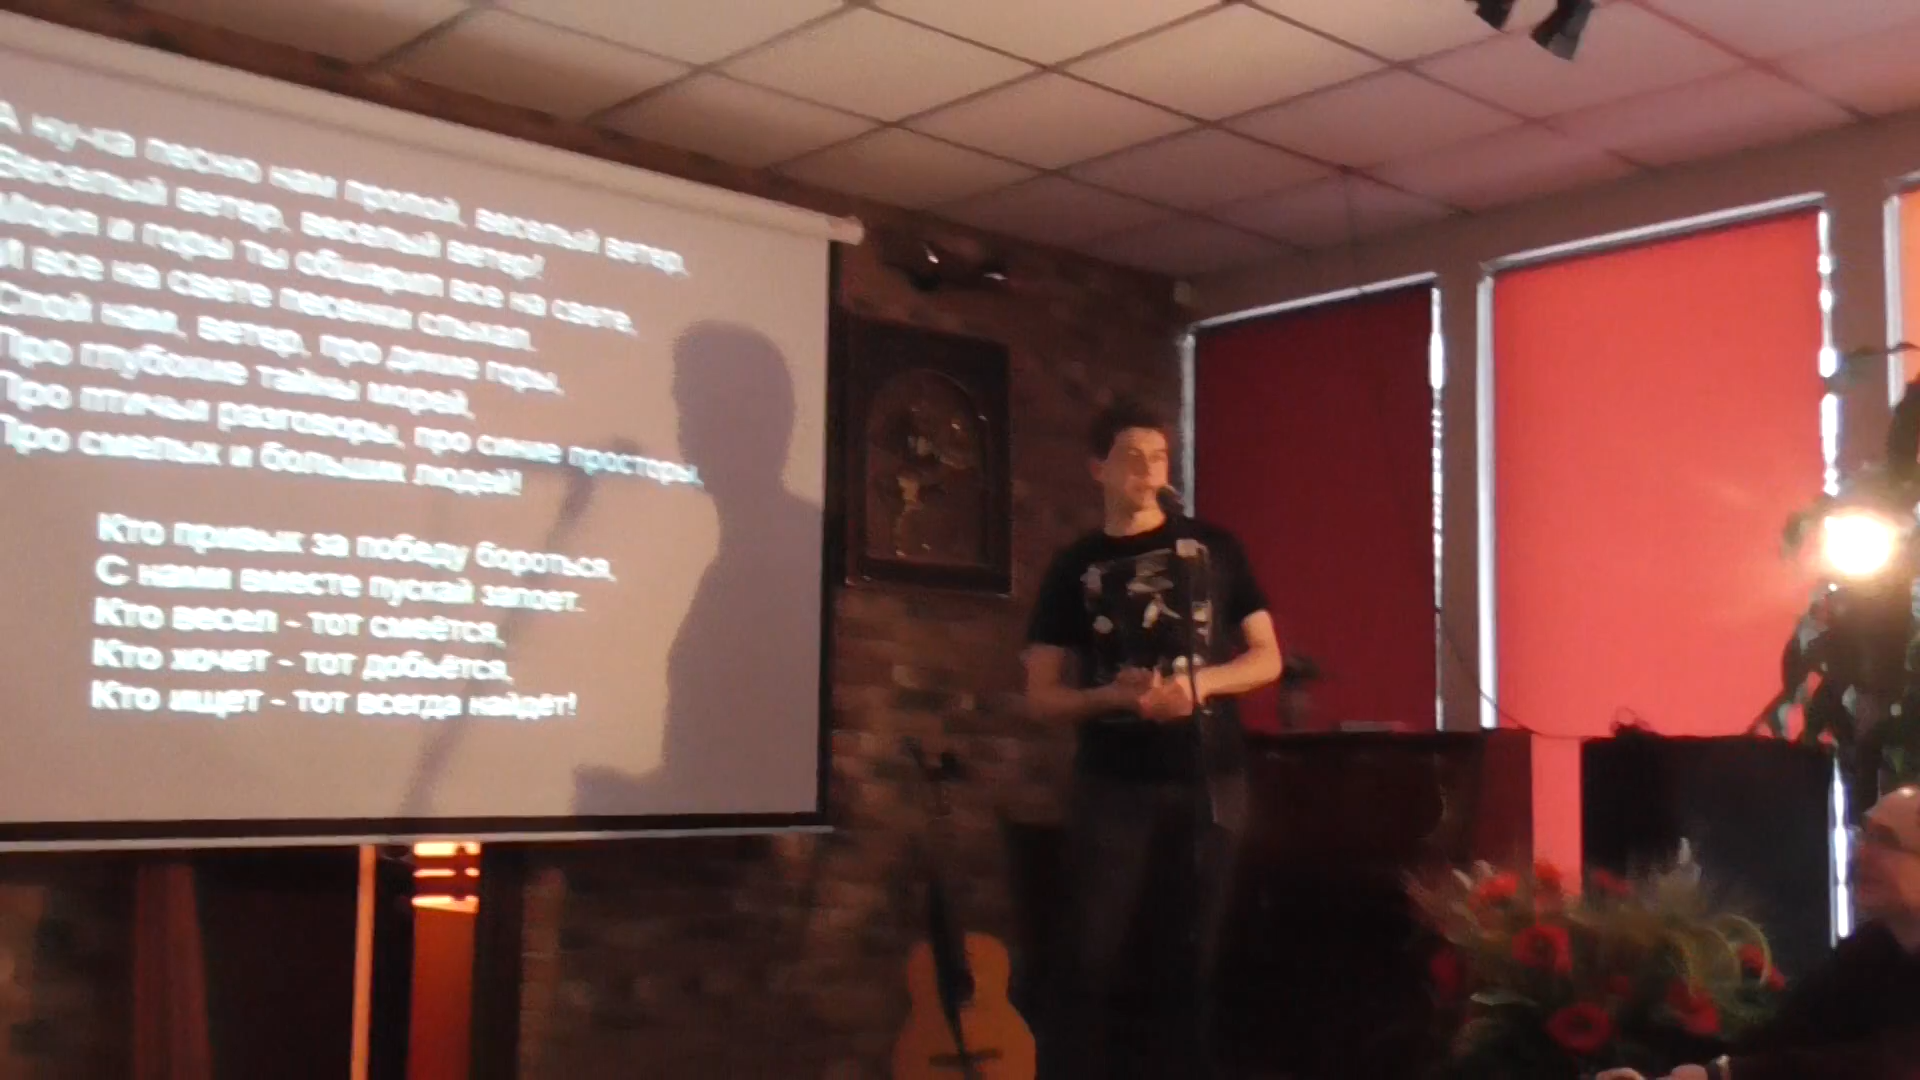 А ну-ка песню нам пропой, веселый ветер,
Веселый ветер, веселый ветер!
Моря и горы ты обшарил все на свете,
И все на свете песенки слыхал.
Спой нам, ветер, про дикие горы,
Про глубокие тайны морей,
Про птичьи разговоры, про синие просторы,
Про смелых и больших людей!
Кто привык за победу бороться,
С нами вместе пускай запоет.
Кто весел - тот смеётся,
Кто хочет - тот добьётся,
Кто ищет - тот всегда найдёт!